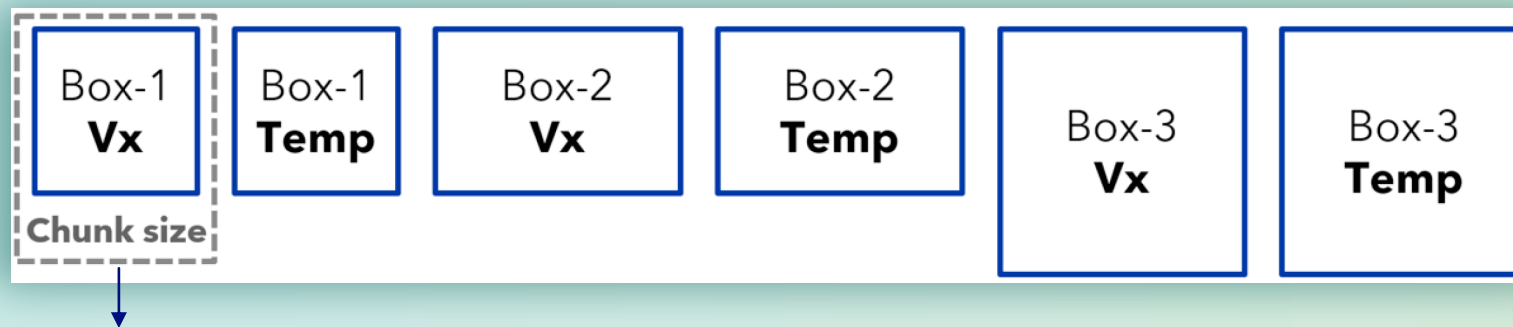 Box-1
Vx
Box-1
Temp
Box-2
Vx
Box-2
Temp
Box-3
Vx
Box-3
Temp
Chunk size